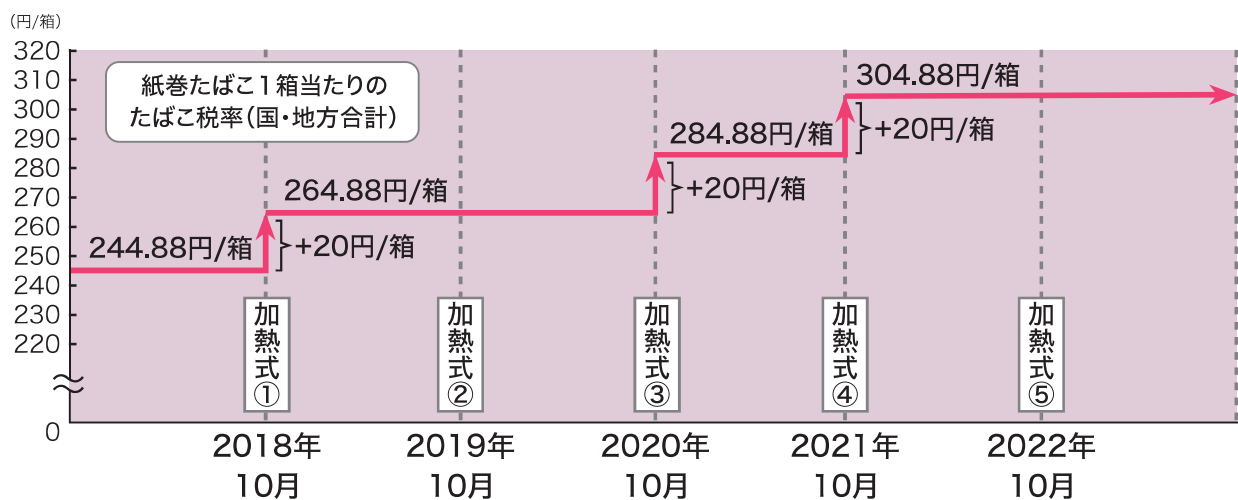 (円/箱)
320
310
300
290
280
270
260
250
240
230
220
0
紙巻たばこ1箱当たりの
たばこ税率(国・地方合計)
244.88円/箱
+20円/箱
264.88円/箱
+20円/箱
284.88円/箱
+20円/箱
304.88円/箱
加熱式①
加熱式②
加熱式③
加熱式④
加熱式⑤
2018年
10月
2019年
10月
2020年
10月
2021年
10月
2022年
10月